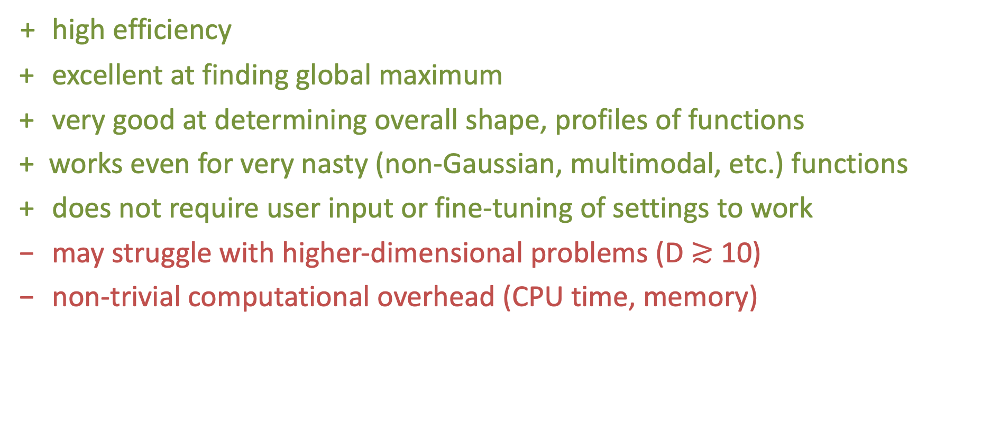 + high efficiency
+ excellent at finding global maximum
+ very good at determining overall shape, profiles of functions
+ works even for very nasty (non-Gaussian, multimodal, etc.) functions
+ does not require user input or fine-tuning of settings to work
− may struggle with higher-dimensional problems (D ≳ 10)
− non-trivial computational overhead (CPU time, memory)